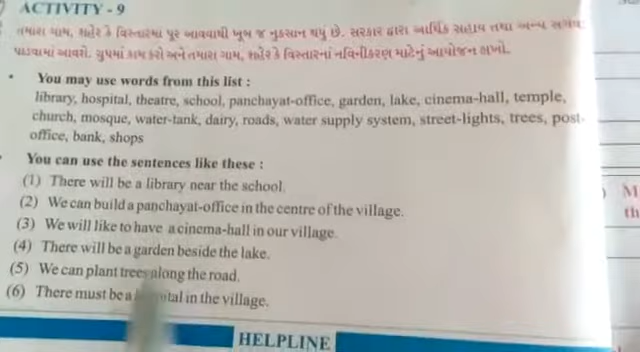 ACTIVITY - 9
તમારા ગામ, શહેર કે વિસ્તારમાં પૂર આવવાથી ખૂબ જ નુકસાન થયું છે. સરકાર દ્વારા આર્થિક સહાય તથા અન્ય
પાડવામાં આવશે. ગ્રુપમાં કામ કરો અને તમારા ગામ, શહેર કે વિસ્તારનાં નવિનીકરણ માટેનું આયોજન લખો.
• You may use words from this list :
library, hospital, theatre, school, panchayat-office, garden, lake, cinema-hall, temple,
church, mosque, water-tank, dairy, roads, water supply system, street-lights, trees, post-
office, bank, shops
You can use the sentences like these :
(1) There will be a library near the school.
(2) We can build a panchayat-office in the centre of the village.
(3) We will like to have a cinema-hall in our village.
(4) There will be a garden beside the lake.
(5) We can plant trees along the road.
(6) There must be a in the village.
HELPLINE
M
th